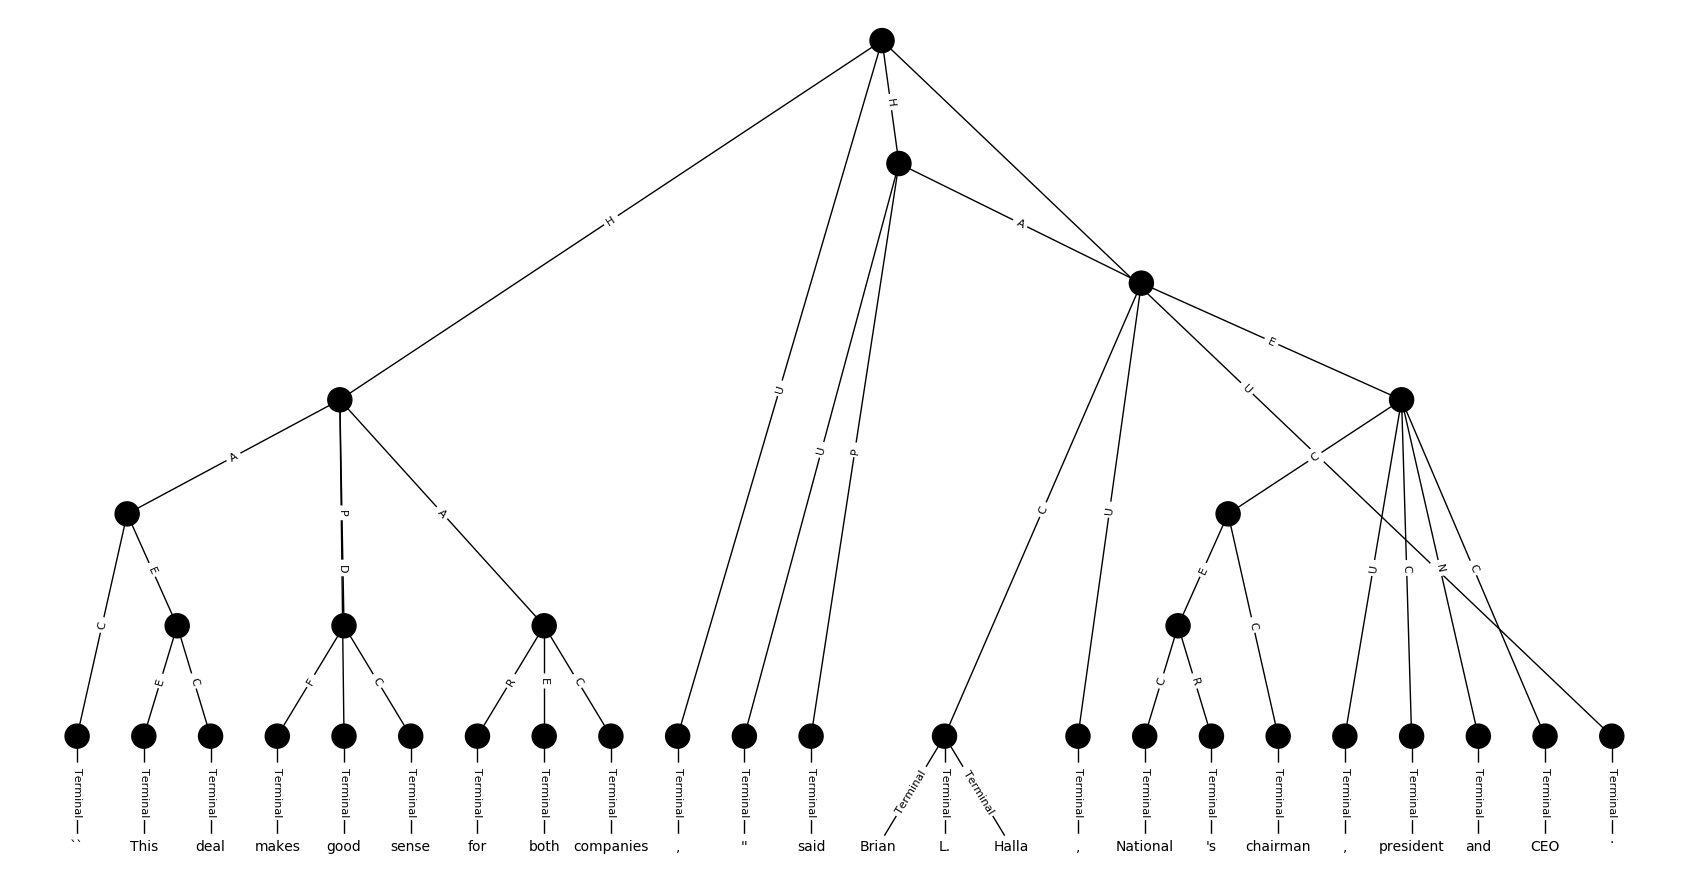 H
A
H
U
A
E
U
U
P
C
A
P
C
U
E
D
E
U
C
N
C
C
C
E
C
F
C
R
E
C
C
R
Terminal Terminal Terminal Terminal Terminal Terminal Terminal Terminal Terminal Terminal Terminal Terminal Terminal Terminal Terminal Terminal Terminal Terminal Terminal Terminal Terminal Terminal Terminal Terminal
`` This deal makes good sense for both companies , " said Brian L. Halla , National 's chairman , president and CEO .